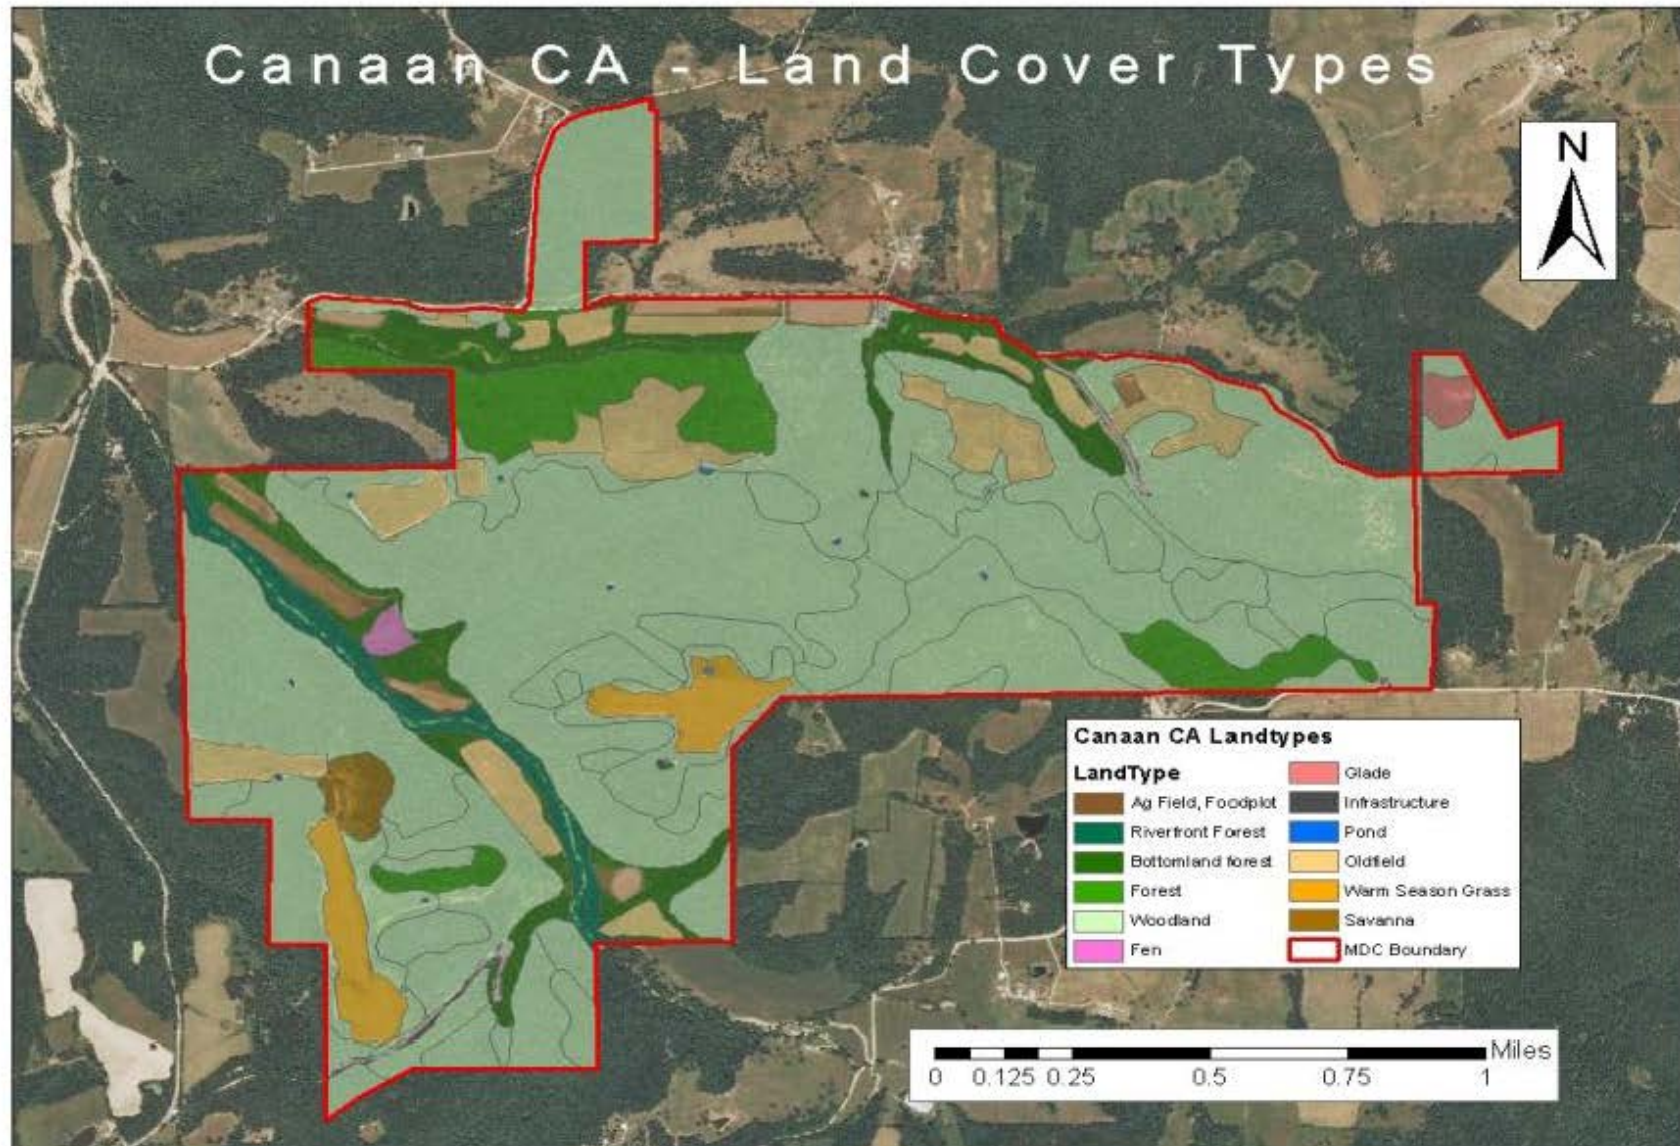 Canaan CA - Land Cover Types
N
Canaan CA Landtypes
LandType
Ag Field, Foodplot
Riverfront Forest
Bottomland forest
Forest
Woodland
Fen
Glade
Infrastructure
Pond
Oldfield
Warm Season Grass
Savanna
MDC Boundary
Miles
0 0.125 0.25 0.5 0.75 1